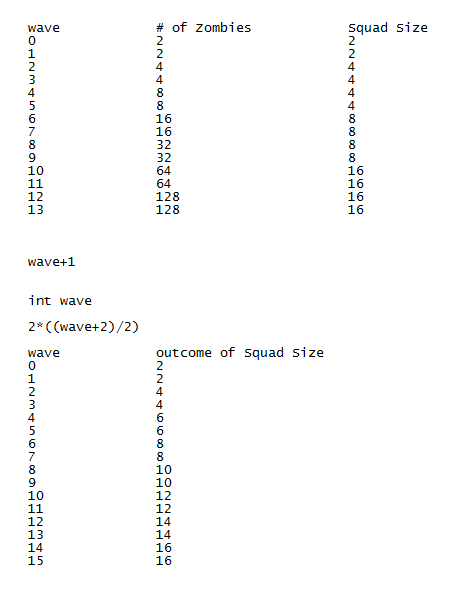 wave # of Zombies Squad Size
0 2 2
1 2 2
2 4 4
3 4 4
4 8 4
5 8 4
6 16 8
7 16 8
8 32 8
9 32 8
10 64 16
11 64 16
12 128 16
13 128 16
wave+1
int wave
2*((wave+2)/2)
wave outcome of Squad Size
0 2
1 2
2 4
3 4
4 6
5 6
6 8
7 8
8 10
9 10
10 12
11 12
12 14
13 14
14 16
15 16